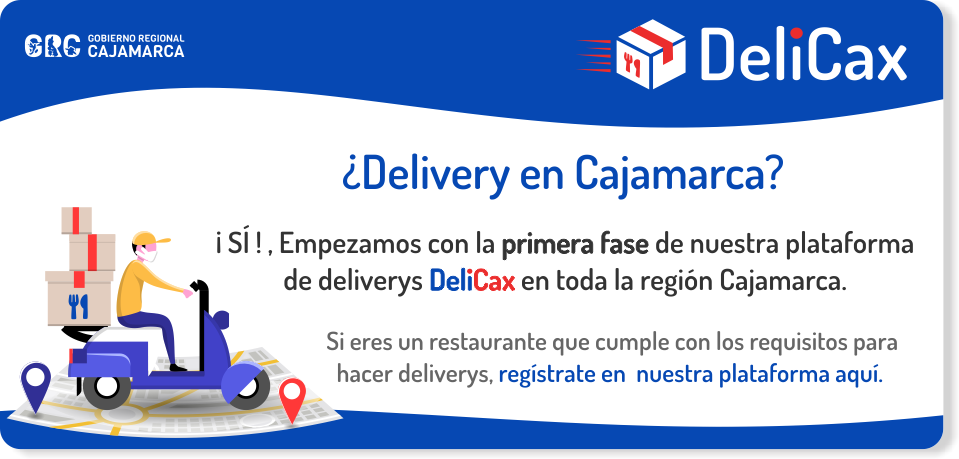 GRC GOBIERNO REGIONAL
CAJAMARCA
DeliCax
¿Delivery en Cajamarca?
¡ SÍ ! , Empezamos con la primera fase de nuestra plataforma
de deliverys DeliCax en toda la región Cajamarca.
Si eres un restaurante que cumple con los requisitos para
hacer deliverys, regístrate en nuestra plataforma aquí.